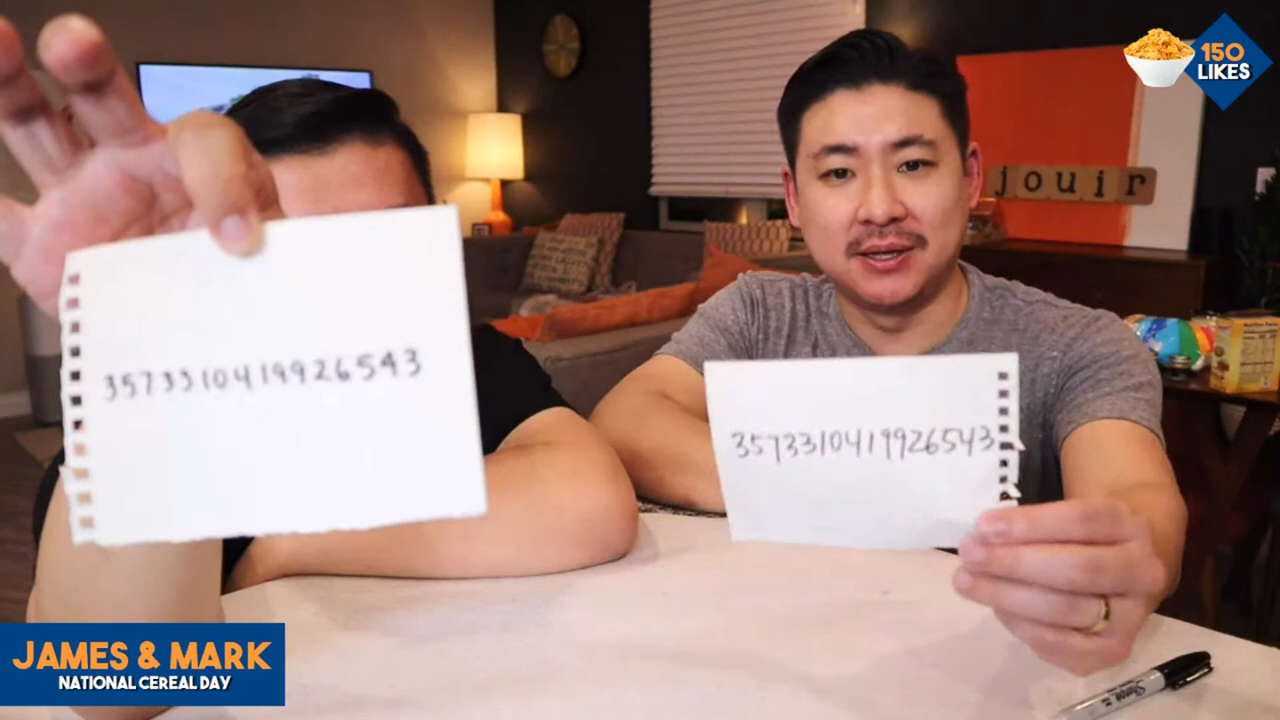 150
LIKES
jouir
3573310419926543
3573310419926543
JAMES & MARK
NATIONAL CEREAL DAY